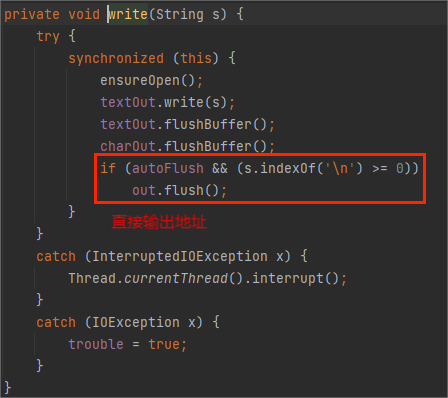 private void write(String s) {
    try {
        synchronized (this) {
            ensureOpen();
            textOut.write(s);
            textOut.flushBuffer();
            charOut.flushBuffer();
            if (autoFlush && (s.indexOf('\n') >= 0))
                out.flush();
        }
直接输出地址
    }
    catch (InterruptedIOException x) {
        Thread.currentThread().interrupt();
    }
    catch (IOException x) {
        trouble = true;
    }
}